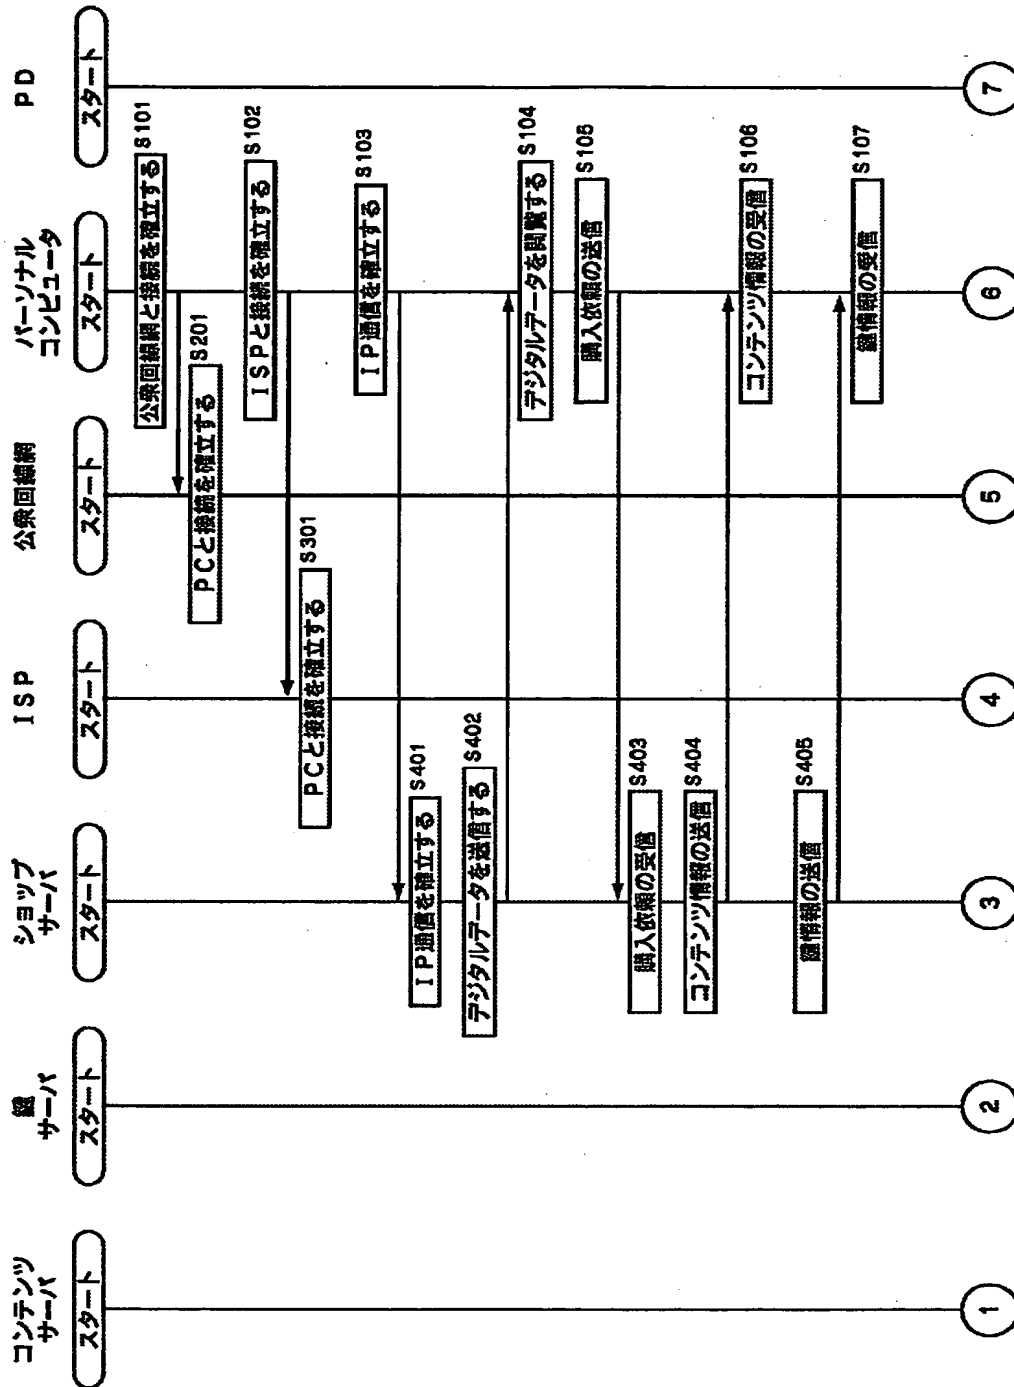 コンテンツ
サーバ
鍵
サーバ
ショップ
サーバ
ISP
公衆回線網
パーソナル
コンピュータ
PD
スタート
スタート
スタート
スタート
スタート
スタート
スタート
公衆回線網と接続を確立する S101
PCと接続を確立する S201
ISPと接続を確立する S102
PCと接続を確立する S301
IP通信を確立する S103
IP通信を確立する S401
デジタルデータを送信する S402
デジタルデータを閲覧する S104
購入依頼の送信 S105
購入依頼の受信 S403
コンテンツ情報の送信 S404
コンテンツ情報の受信 S106
鍵情報の送信 S405
鍵情報の受信 S107
1
2
3
4
5
6
7